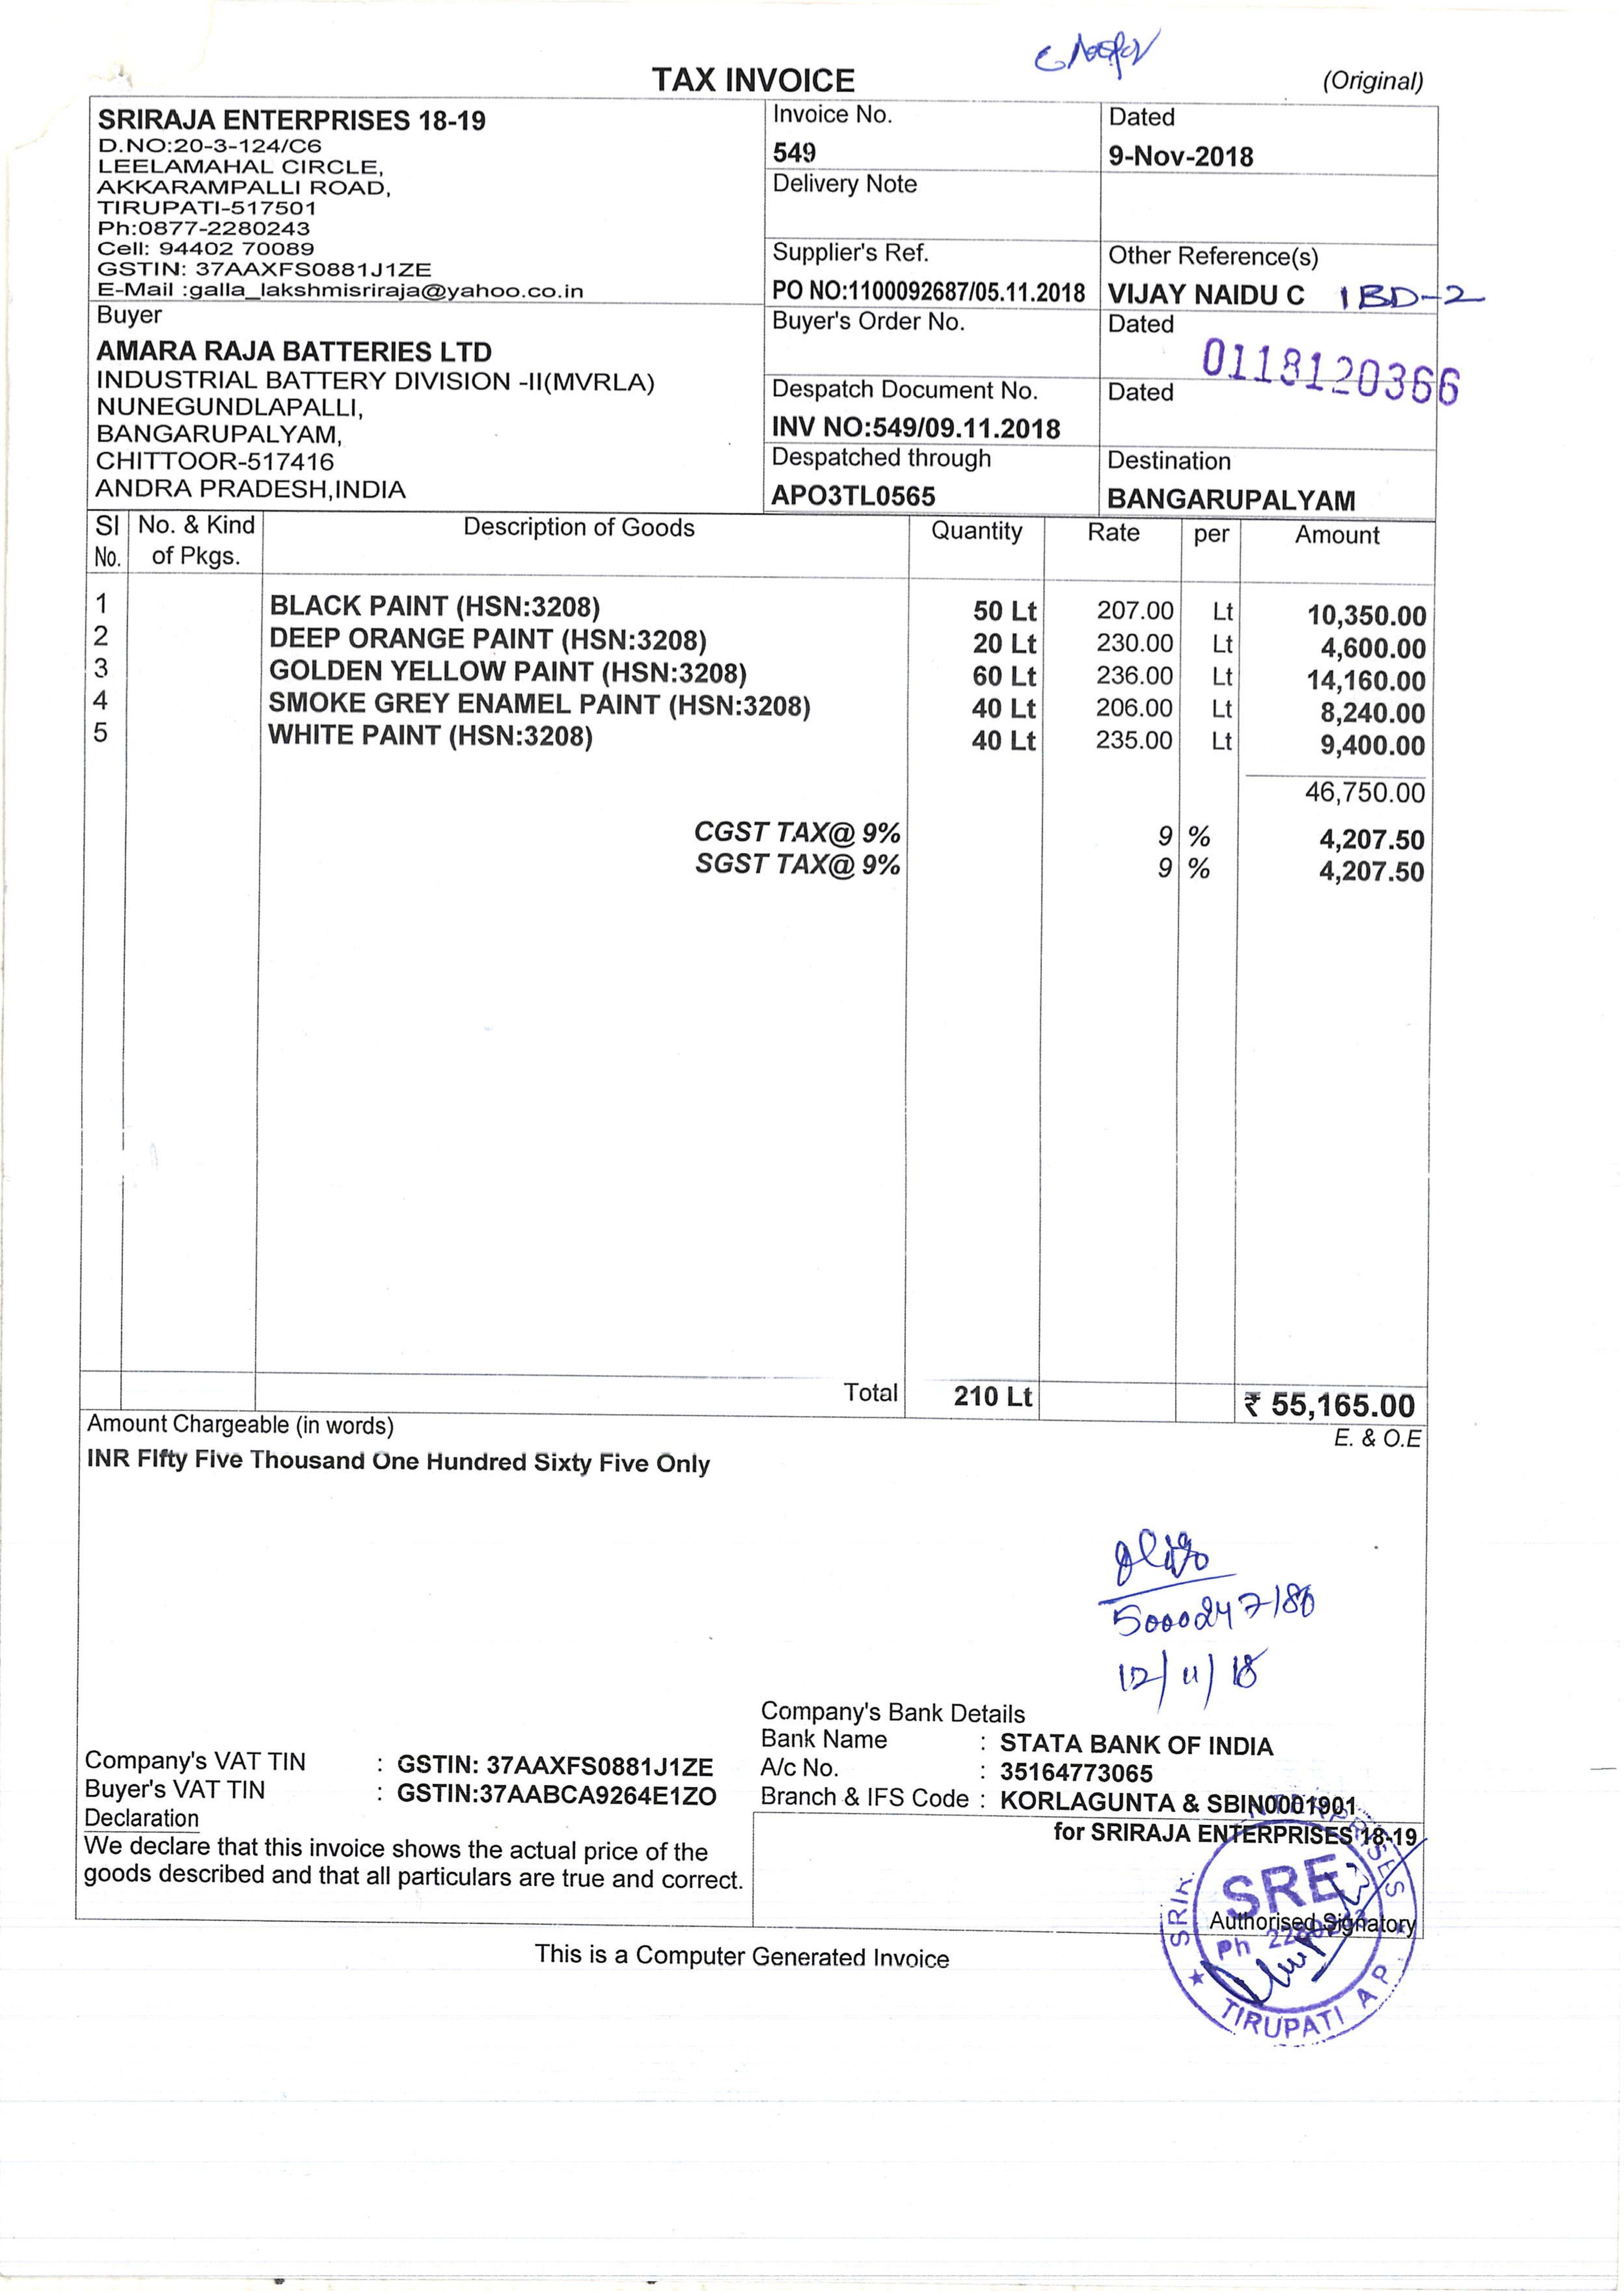 TAX INVOICE
(Original)
SRIRAJA ENTERPRISES 18-19
D.NO:20-3-124/C6
LEELAMAHAL CIRCLE,
AKKARAMPALLI ROAD,
TIRUPATI-517501
Ph:0877-2280243
Cell: 94402 70089
GSTIN: 37AAXFS0881J1ZE
E-Mail :galla_lakshmisriraja@yahoo.co.in
Invoice No.
549
Dated
9-Nov-2018
Delivery Note
Supplier's Ref.
PO NO:1100092687/05.11.2018
Other Reference(s)
VIJAY NAIDU C IBD-2
Buyer
AMARA RAJA BATTERIES LTD
INDUSTRIAL BATTERY DIVISION -II(MVRLA)
NUNEGUNDLAPALLI,
BANGARUPALYAM,
CHITTOOR-517416
ANDRA PRADESH,INDIA
Buyer's Order No.
Dated
0118120366
Despatch Document No.
INV NO:549/09.11.2018
Dated
Despatched through
APO3TL0565
Destination
BANGARUPALYAM
SI No. No. & Kind of Pkgs. Description of Goods Quantity Rate per Amount
1 BLACK PAINT (HSN:3208) 50 Lt 207.00 Lt 10,350.00
2 DEEP ORANGE PAINT (HSN:3208) 20 Lt 230.00 Lt 4,600.00
3 GOLDEN YELLOW PAINT (HSN:3208) 60 Lt 236.00 Lt 14,160.00
4 SMOKE GREY ENAMEL PAINT (HSN:3208) 40 Lt 206.00 Lt 8,240.00
5 WHITE PAINT (HSN:3208) 40 Lt 235.00 Lt 9,400.00
46,750.00
CGST TAX@ 9% 9 % 4,207.50
SGST TAX@ 9% 9 % 4,207.50
Total 210 Lt ₹ 55,165.00
Amount Chargeable (in words)
E. & O.E
INR Fifty Five Thousand One Hundred Sixty Five Only
5000247180
12/11/18
Company's Bank Details
Bank Name : STATA BANK OF INDIA
A/c No. : 35164773065
Branch & IFS Code : KORLAGUNTA & SBIN0001901
Company's VAT TIN : GSTIN: 37AAXFS0881J1ZE
Buyer's VAT TIN : GSTIN:37AABCA9264E1ZO
Declaration
We declare that this invoice shows the actual price of the
goods described and that all particulars are true and correct.
for SRIRAJA ENTERPRISES 18-19
SRE
Authorised Signatory
Ph
TIRUPATI A P
This is a Computer Generated Invoice